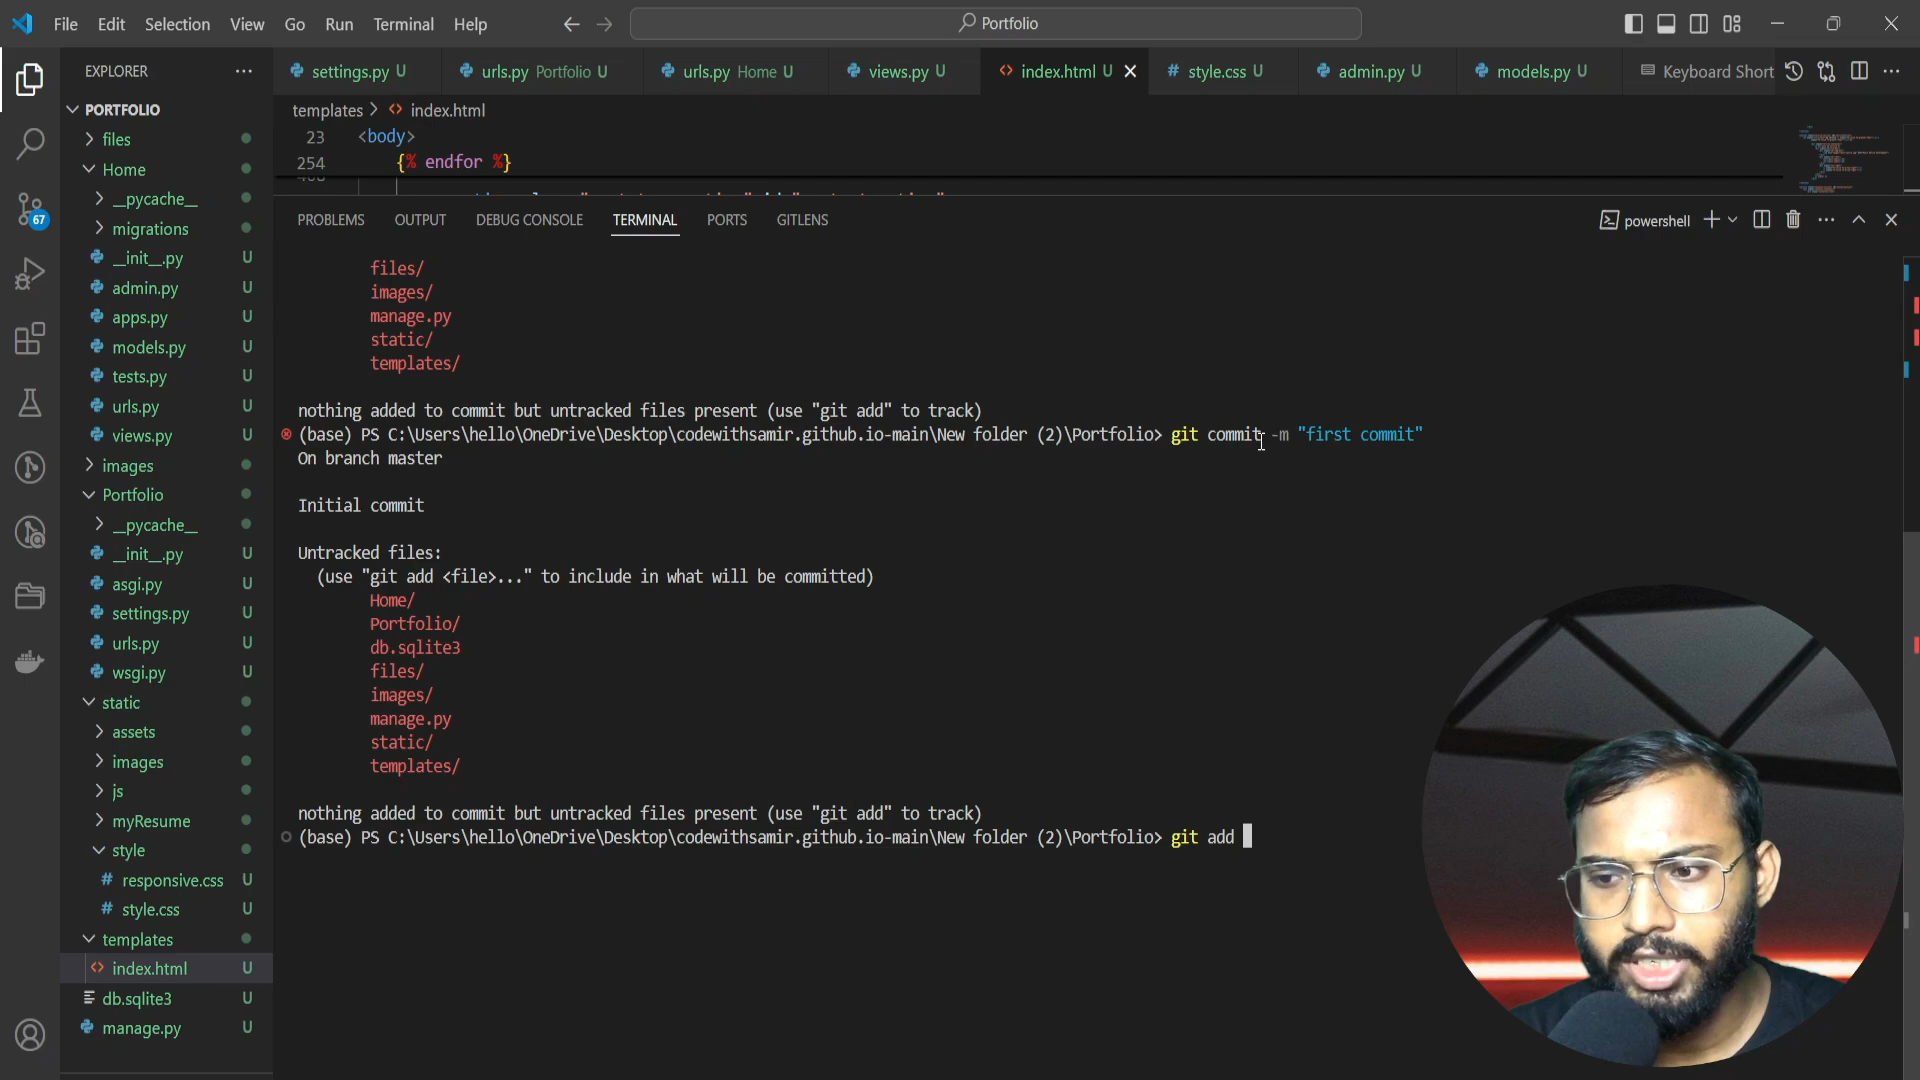 File Edit Selection View Go Run Terminal Help
Portfolio
EXPLORER
settings.py U
urls.py Portfolio U
urls.py Home U
views.py U
index.html U
style.css U
admin.py U
models.py U
Keyboard Short
PORTFOLIO
files
Home
__pycache__
migrations
__init__.py U
admin.py U
apps.py U
models.py U
tests.py U
urls.py U
views.py U
images
Portfolio
__pycache__
__init__.py U
asgi.py U
settings.py U
urls.py U
wsgi.py U
static
assets
images
js
myResume
style
responsive.css U
style.css U
templates
index.html U
db.sqlite3 U
manage.py U
67
templates > index.html
23 <body>
254 {% endfor %}
PROBLEMS OUTPUT DEBUG CONSOLE TERMINAL PORTS GITLENS
powershell
files/
images/
manage.py
static/
templates/
nothing added to commit but untracked files present (use "git add" to track)
(base) PS C:\Users\hello\OneDrive\Desktop\codewithsamir.github.io-main\New folder (2)\Portfolio> git commit -m "first commit"
On branch master
Initial commit
Untracked files:
(use "git add <file>..." to include in what will be committed)
Home/
Portfolio/
db.sqlite3
files/
images/
manage.py
static/
templates/
nothing added to commit but untracked files present (use "git add" to track)
(base) PS C:\Users\hello\OneDrive\Desktop\codewithsamir.github.io-main\New folder (2)\Portfolio> git add